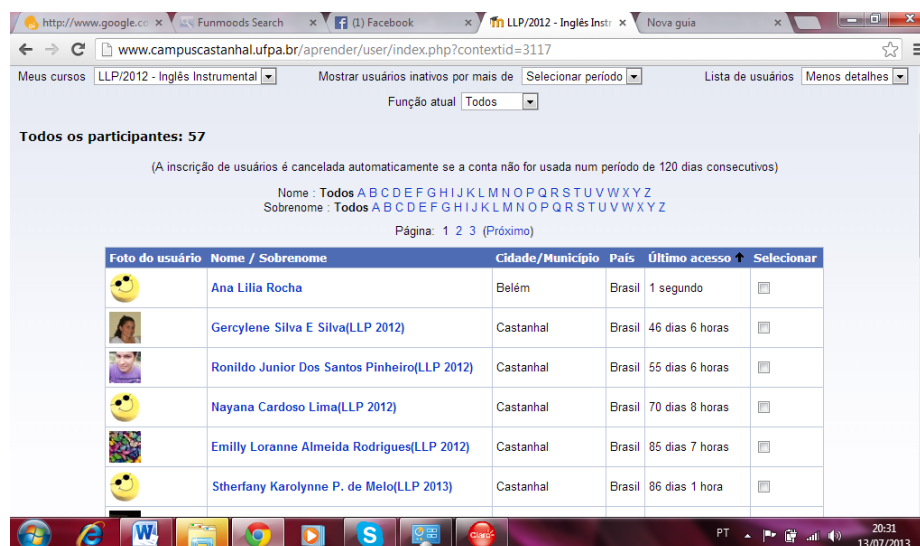 http://www.google.co Funmoods Search (1) Facebook LLP/2012 - Inglês Instr Nova guia
www.campuscastanhal.ufpa.br/aprender/user/index.php?contextid=3117
Meus cursos LLP/2012 - Inglês Instrumental Mostrar usuários inativos por mais de Selecionar período Lista de usuários Menos detalhes
Função atual Todos
Todos os participantes: 57
(A inscrição de usuários é cancelada automaticamente se a conta não for usada num período de 120 dias consecutivos)
Nome : Todos A B C D E F G H I J K L M N O P Q R S T U V W X Y Z
Sobrenome : Todos A B C D E F G H I J K L M N O P Q R S T U V W X Y Z
Página: 1 2 3 (Próximo)
Foto do usuário Nome / Sobrenome Cidade/Município País Último acesso Selecionar
Ana Lilia Rocha Belém Brasil 1 segundo
Gercylene Silva E Silva(LLP 2012) Castanhal Brasil 46 dias 6 horas
Ronildo Junior Dos Santos Pinheiro(LLP 2012) Castanhal Brasil 55 dias 6 horas
Nayana Cardoso Lima(LLP 2012) Castanhal Brasil 70 dias 8 horas
Emilly Loranne Almeida Rodrigues(LLP 2012) Castanhal Brasil 85 dias 7 horas
Stherfany Karolynne P. de Melo(LLP 2013) Castanhal Brasil 86 dias 1 hora
W S Claro PT 20:31
13/07/2013